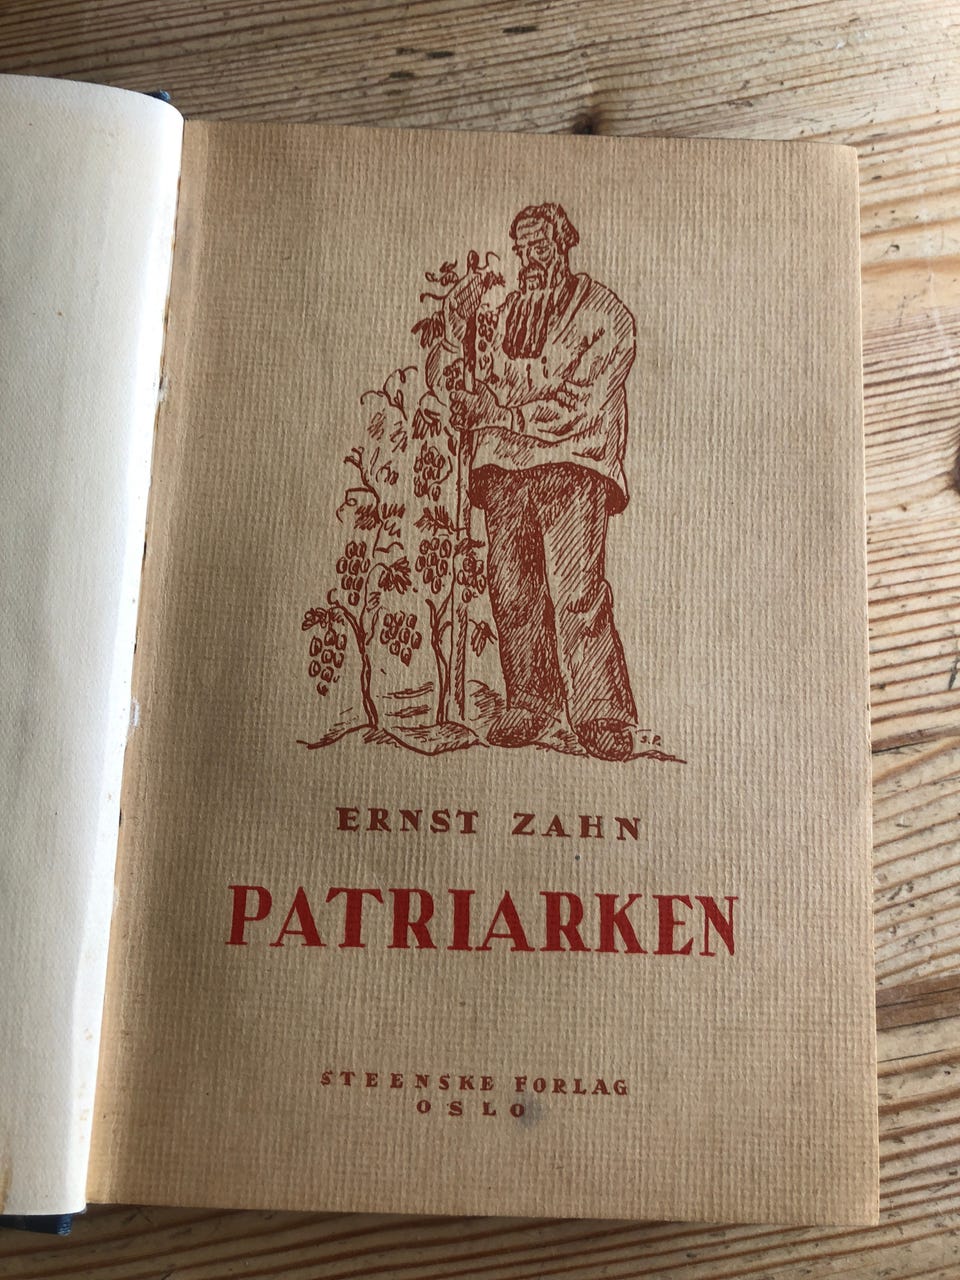 S.P.
ERNST ZAHN
PATRIARKEN
STEENSKE FORLAG
OSLO